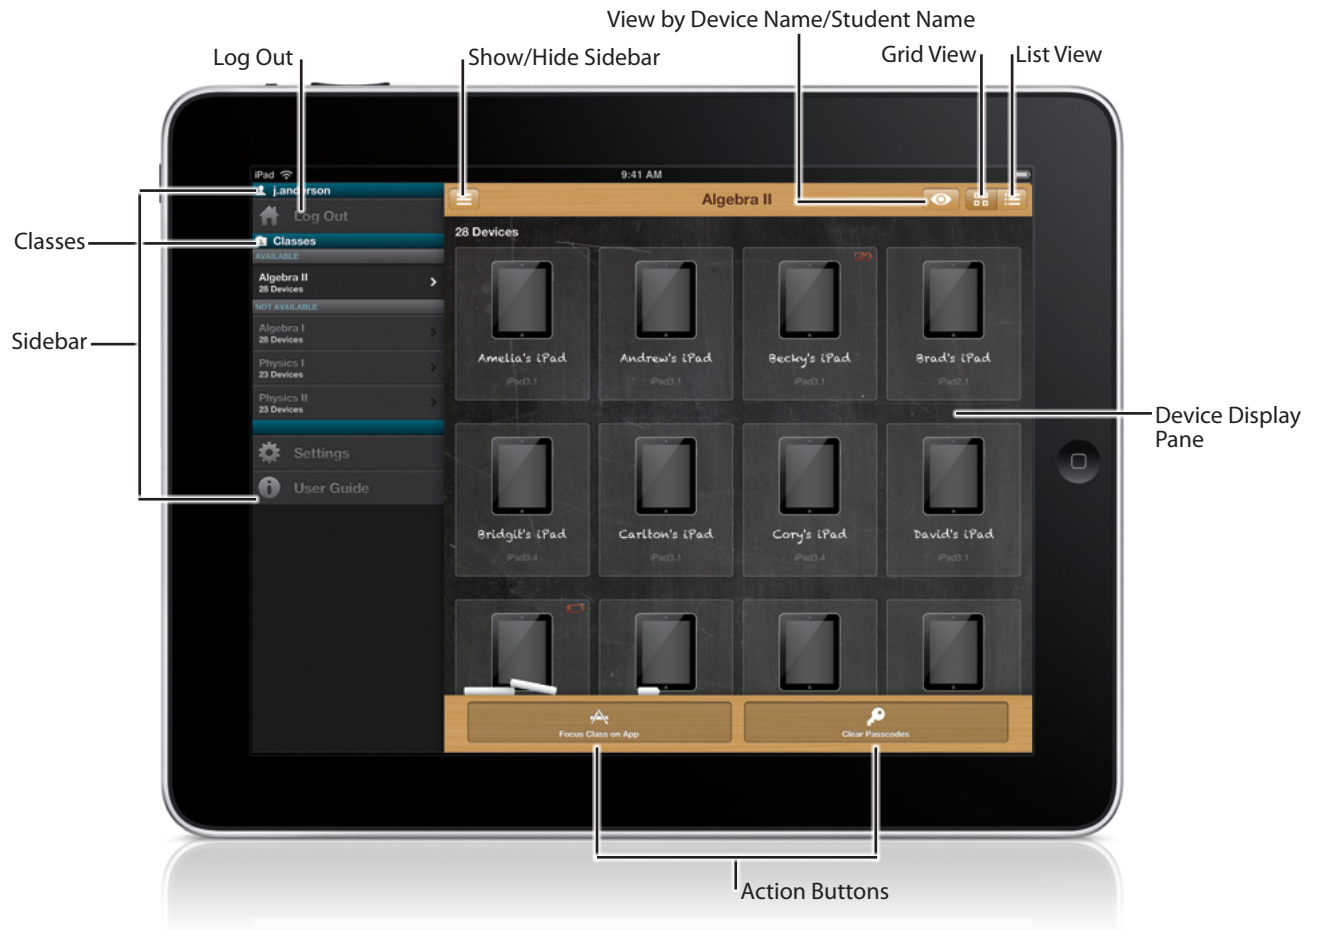 View by Device Name/Student Name
Log Out
Show/Hide Sidebar
Grid View
List View
iPad
9:41 AM
j.anderson
Log Out
Algebra II
Classes
Classes
28 Devices
AVAILABLE
Algebra II
28 Devices
NOT AVAILABLE
Algebra I
28 Devices
Sidebar
Physics I
23 Devices
Physics II
23 Devices
Settings
User Guide
Amelia's iPad
iPad3.1
Andrew's iPad
iPad3.1
Becky's iPad
iPad3.1
Brad's iPad
iPad2.1
Device Display
Pane
Bridgit's iPad
iPad3.4
Carlton's iPad
iPad3.1
Cory's iPad
iPad3.4
David's iPad
iPad3.1
Focus Class on App
Clear Passcodes
Action Buttons